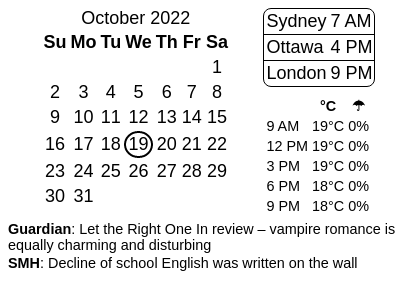 October 2022
Su Mo Tu We Th Fr Sa
1
2 3 4 5 6 7 8
9 10 11 12 13 14 15
16 17 18 19 20 21 22
23 24 25 26 27 28 29
30 31
Sydney 7 AM
Ottawa 4 PM
London 9 PM
°C ☂
9 AM 19°C 0%
12 PM 19°C 0%
3 PM 19°C 0%
6 PM 18°C 0%
9 PM 18°C 0%
Guardian: Let the Right One In review – vampire romance is
equally charming and disturbing
SMH: Decline of school English was written on the wall